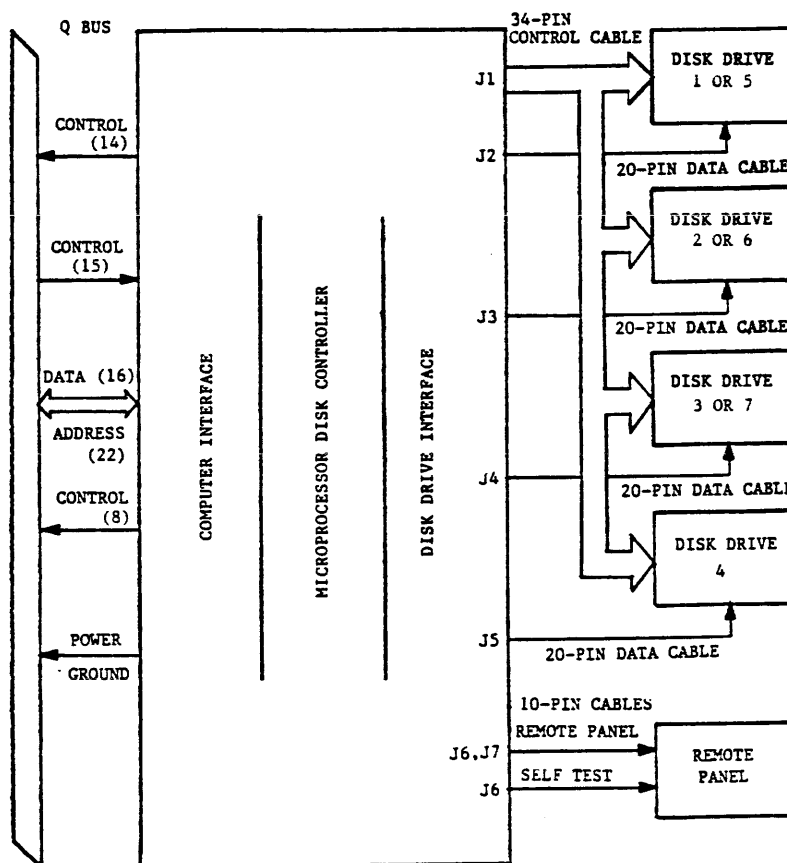 Q BUS
34-PIN
CONTROL CABLE
J1
DISK DRIVE
1 OR 5
CONTROL
(14)
J2
20-PIN DATA CABLE
DISK DRIVE
2 OR 6
CONTROL
(15)
J3
20-PIN DATA CABLE
DATA (16)
ADDRESS
(22)
COMPUTER INTERFACE
MICROPROCESSOR DISK CONTROLLER
DISK DRIVE INTERFACE
DISK DRIVE
3 OR 7
J4
20-PIN DATA CABLE
CONTROL
(8)
DISK DRIVE
4
POWER
GROUND
J5
20-PIN DATA CABLE
10-PIN CABLES
REMOTE PANEL
J6,J7
J6
SELF TEST
REMOTE
PANEL